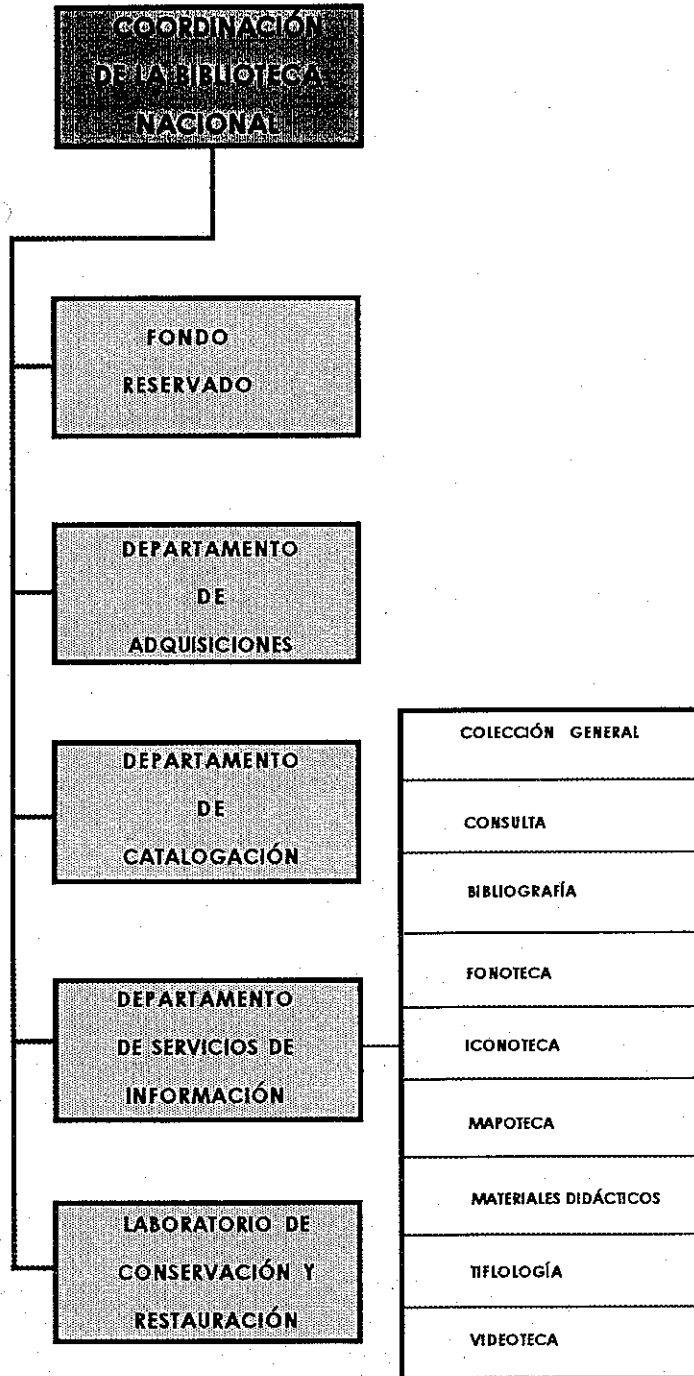 COORDINACIÓN
DE LA BIBLIOTECA
NACIONAL
FONDO
RESERVADO
DEPARTAMENTO
DE
ADQUISICIONES
DEPARTAMENTO
DE
CATALOGACIÓN
DEPARTAMENTO
DE SERVICIOS DE
INFORMACIÓN
LABORATORIO DE
CONSERVACIÓN Y
RESTAURACIÓN
COLECCIÓN GENERAL
CONSULTA
BIBLIOGRAFÍA
FONOTECA
ICONOTECA
MAPOTECA
MATERIALES DIDÁCTICOS
TIFLOLOGÍA
VIDEOTECA